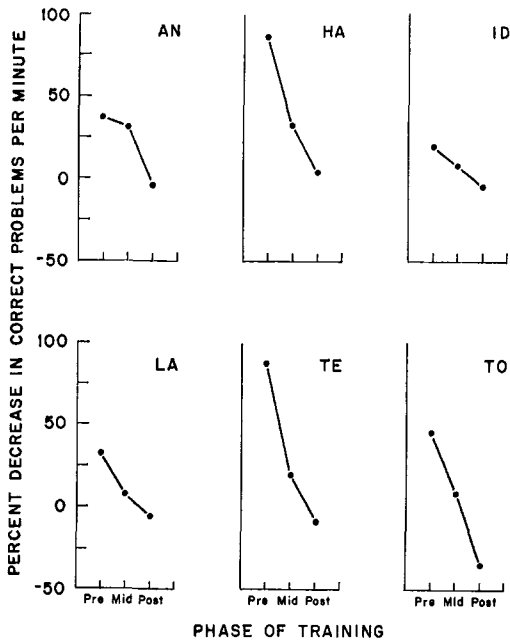 PERCENT DECREASE IN CORRECT PROBLEMS PER MINUTE
100
50
0
-50
AN
HA
ID
100
50
0
-50
LA
TE
TO
Pre Mid Post
Pre Mid Post
Pre MId Post
PHASE OF TRAINING